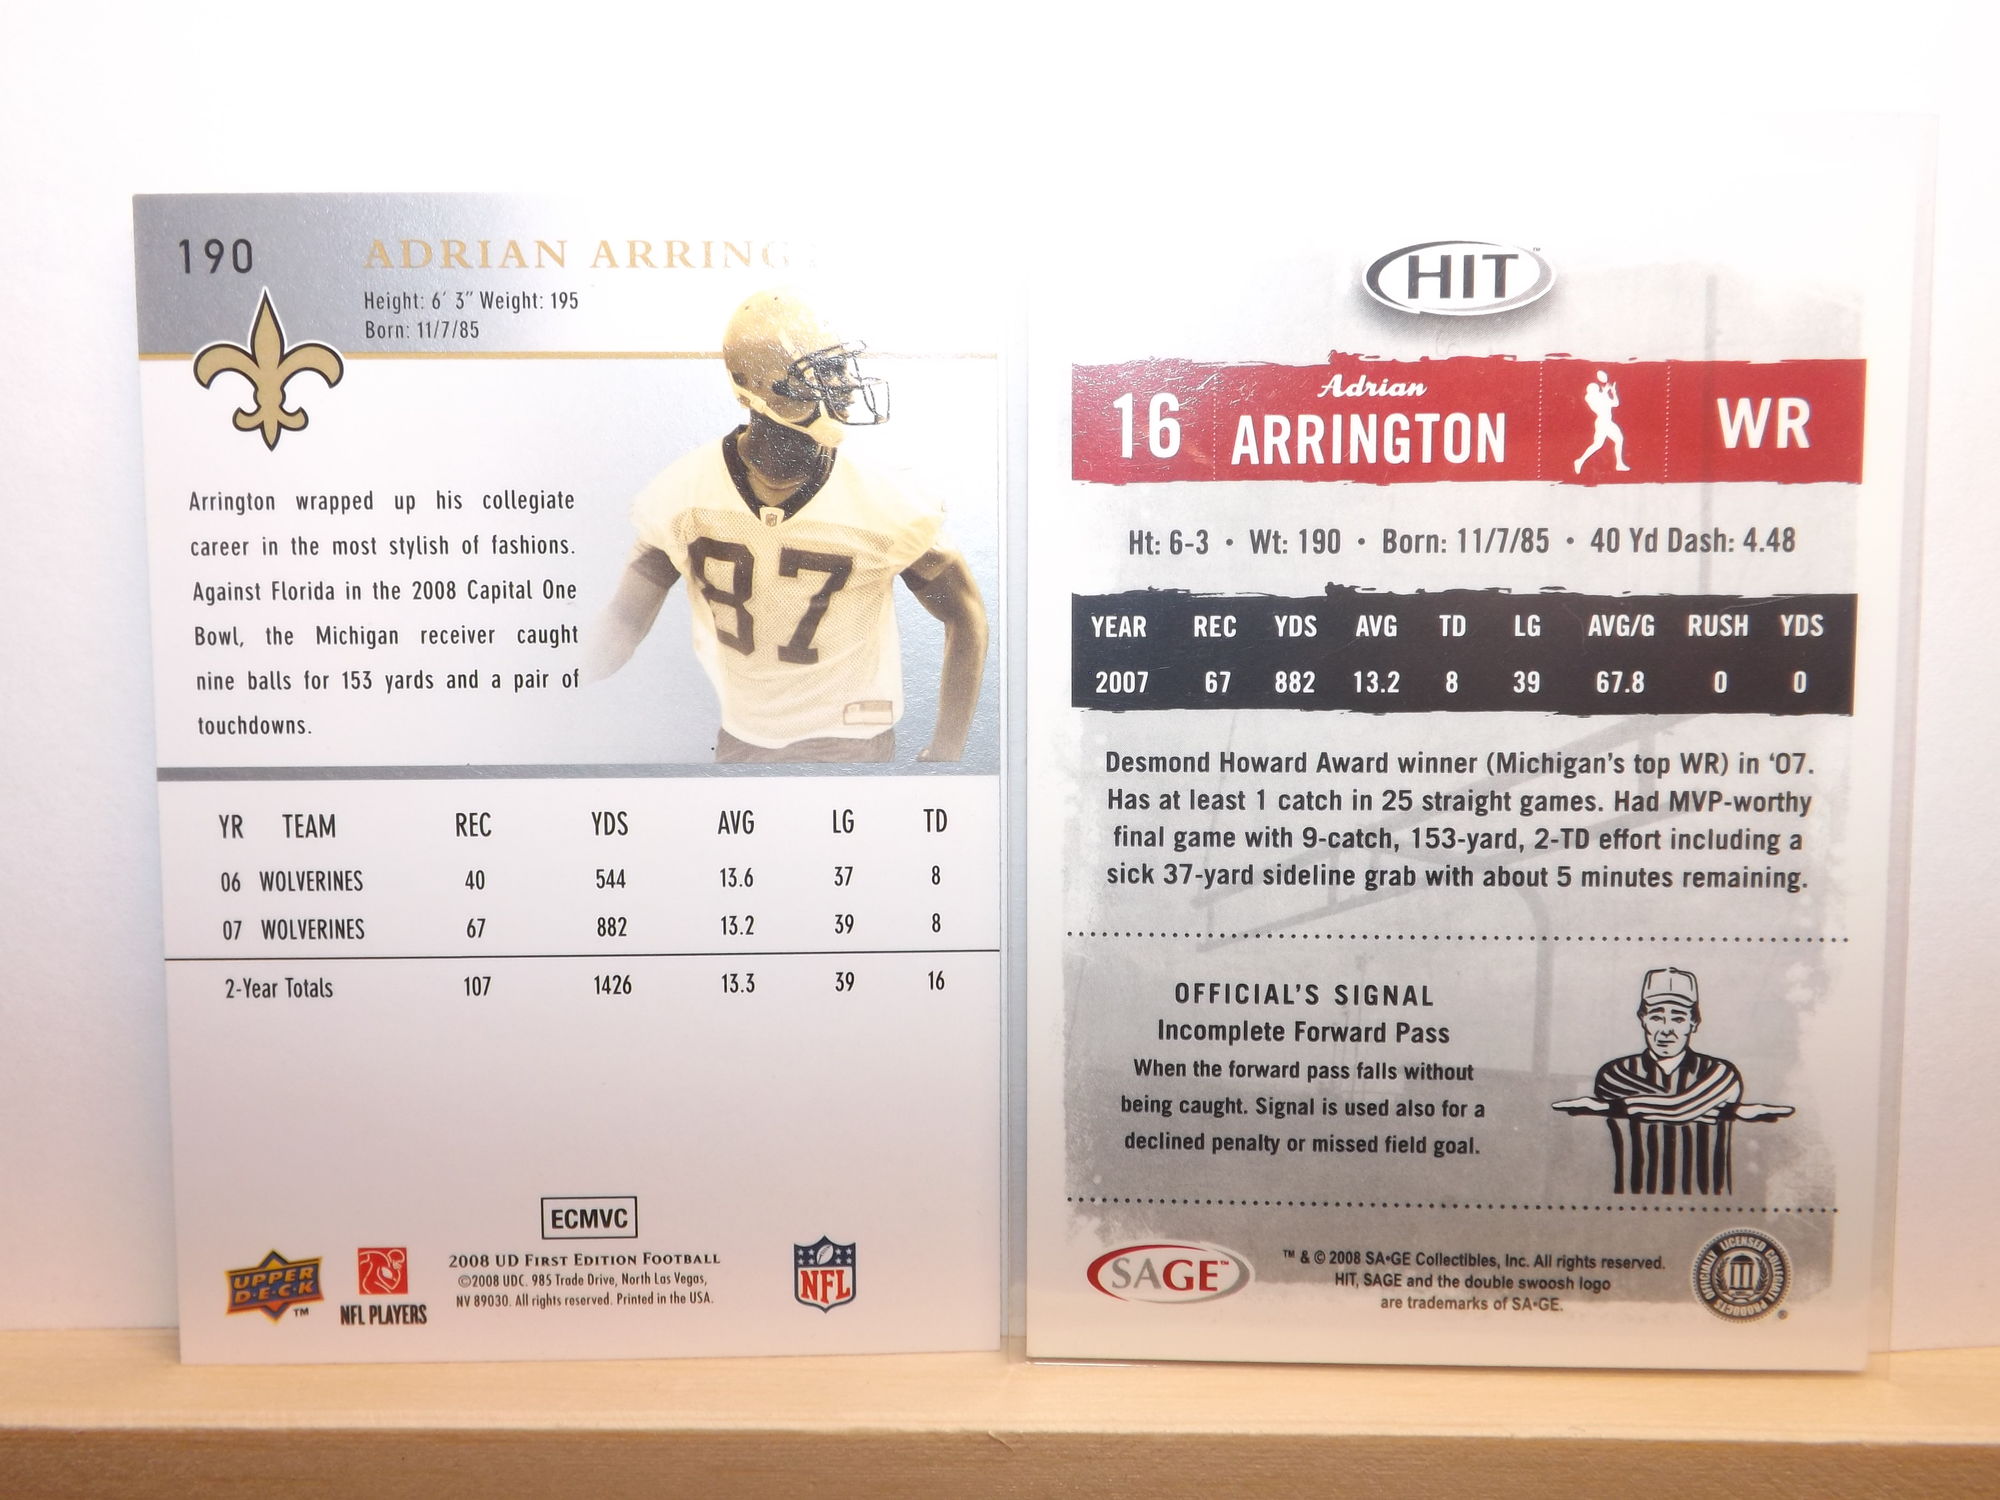 190
ADRIAN
Height: 6' 3" Weight: 195
Born: 11/7/85
87
Arrington wrapped up his collegiate
career in the most stylish of fashions.
Against Florida in the 2008 Capital One
Bowl, the Michigan receiver caught
nine balls for 153 yards and a pair of
touchdowns.
YR TEAM REC YDS AVG LG TD
06 WOLVERINES 40 544 13.6 37 8
07 WOLVERINES 67 882 13.2 39 8
2-Year Totals 107 1426 13.3 39 16
ECMVC
UPPER
D·E·C·K
TM
NFL PLAYERS
2008 UD FIRST EDITION FOOTBALL
©2008 UDC. 985 Trade Drive, North Las Vegas,
NV 89030. All rights reserved. Printed in the USA.
NFL
HIT™
16
Adrian
ARRINGTON
WR
Ht: 6-3 • Wt: 190 • Born: 11/7/85 • 40 Yd Dash: 4.48
YEAR REC YDS AVG TD LG AVG/G RUSH YDS
2007 67 882 13.2 8 39 67.8 0 0
Desmond Howard Award winner (Michigan's top WR) in '07.
Has at least 1 catch in 25 straight games. Had MVP-worthy
final game with 9-catch, 153-yard, 2-TD effort including a
sick 37-yard sideline grab with about 5 minutes remaining.
OFFICIAL'S SIGNAL
Incomplete Forward Pass
When the forward pass falls without
being caught. Signal is used also for a
declined penalty or missed field goal.
SAGE™
™ & © 2008 SA•GE Collectibles, Inc. All rights reserved.
HIT, SAGE and the double swoosh logo
are trademarks of SA•GE.
OFFICIALLY LICENSED COLLEGIATE PRODUCTS
®